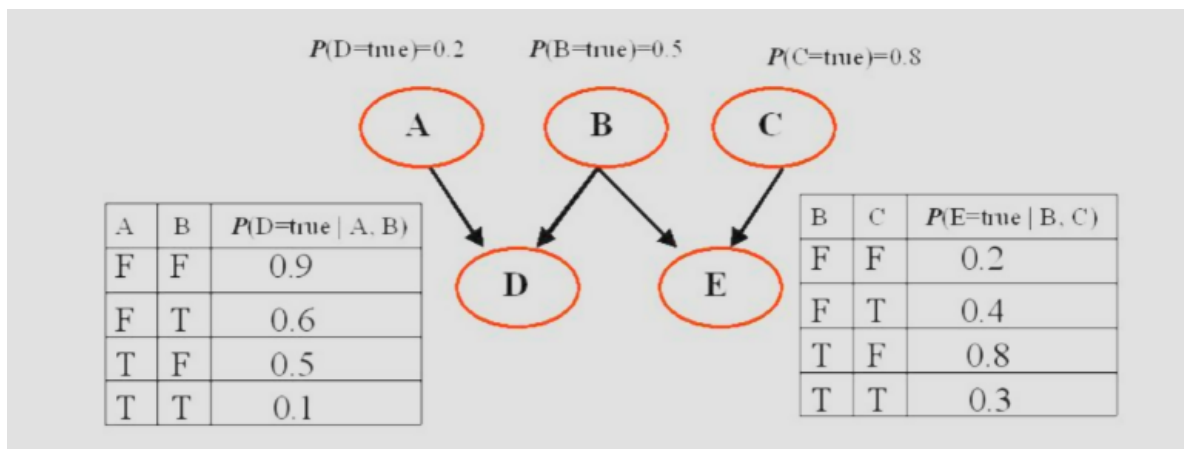 P(D=true)=0.2 P(B=true)=0.5 P(C=true)=0.8
A B C
A B P(D=true | A, B)
F F 0.9
F T 0.6
T F 0.5
T T 0.1
D E
B C P(E=true | B, C)
F F 0.2
F T 0.4
T F 0.8
T T 0.3